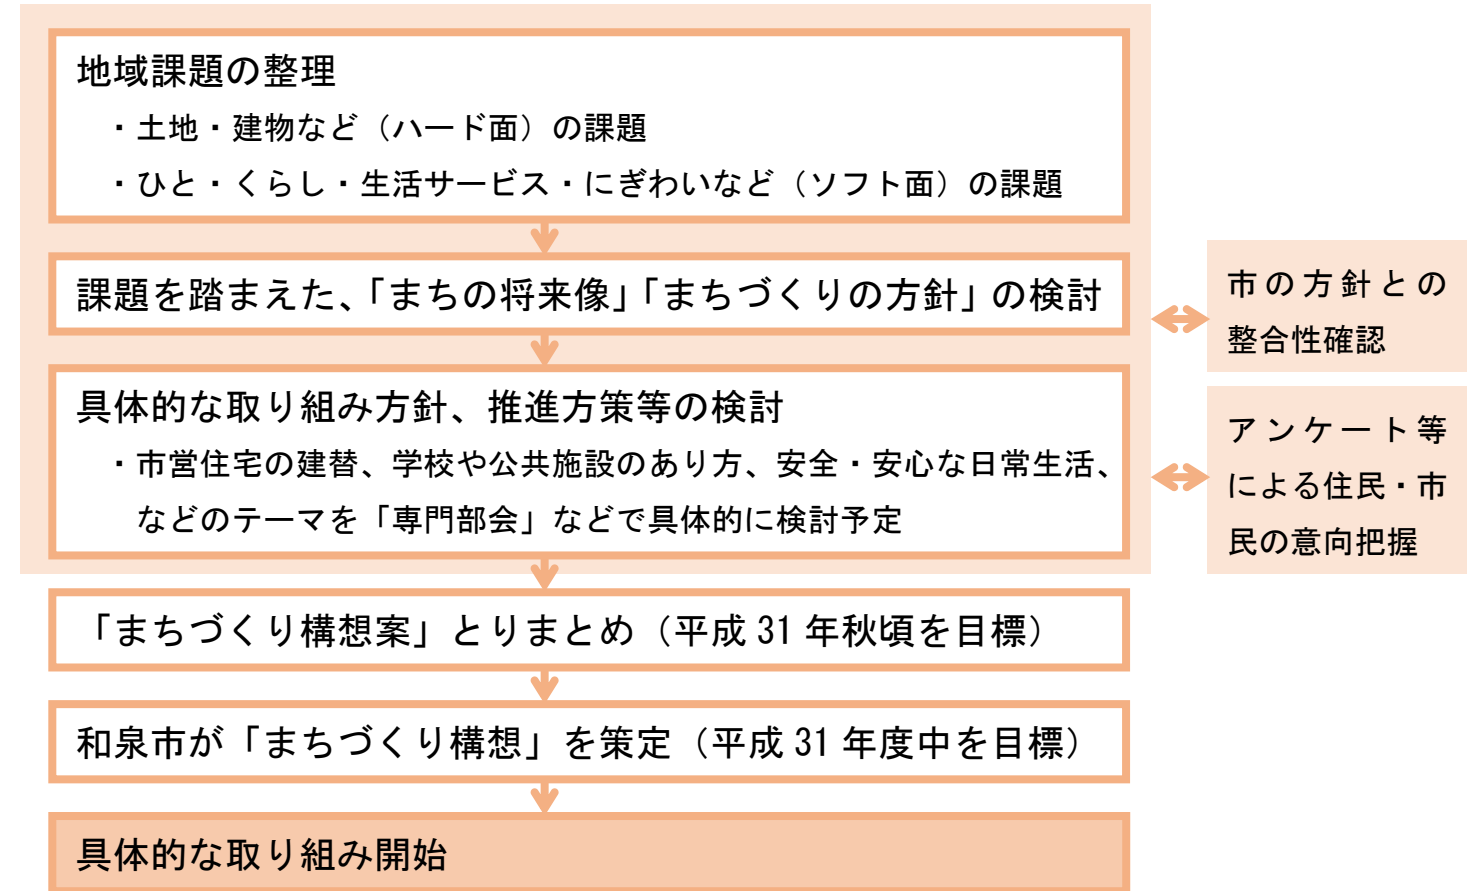 地域課題の整理
・土地・建物など（ハード面）の課題
・ひと・くらし・生活サービス・にぎわいなど（ソフト面）の課題
課題を踏まえた、「まちの将来像」「まちづくりの方針」の検討
具体的な取り組み方針、推進方策等の検討
・市営住宅の建替、学校や公共施設のあり方、安全・安心な日常生活、
などのテーマを「専門部会」などで具体的に検討予定
「まちづくり構想案」とりまとめ（平成 31 年秋頃を目標）
和泉市が「まちづくり構想」を策定（平成 31 年度中を目標）
具体的な取り組み開始
市の方針との
整合性確認
アンケート等
による住民・市
民の意向把握